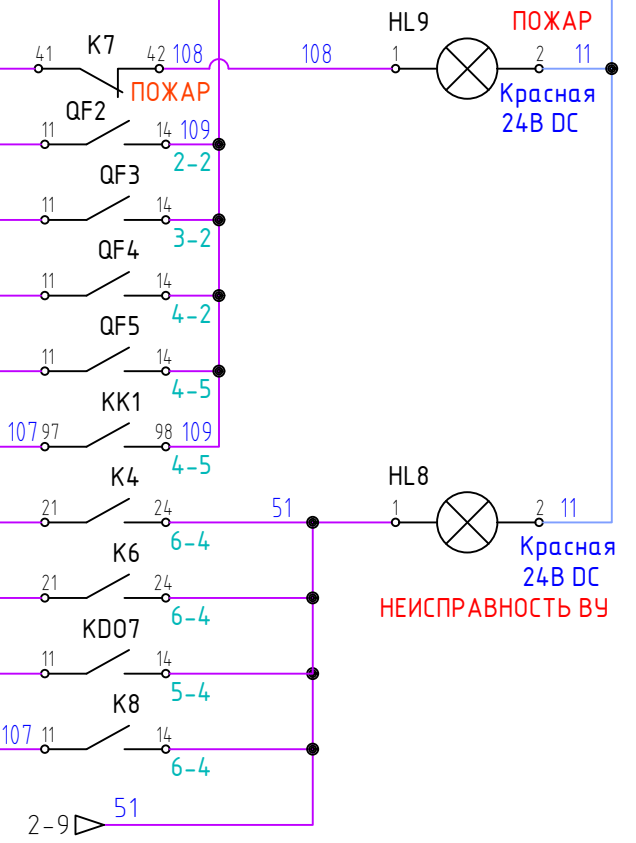 HL9 ПОЖАР
41 K7 42 108 108 1 2 11
ПОЖАР
Красная
24В DC
QF2
11 14 109
2-2
QF3
11 14
3-2
QF4
11 14
4-2
QF5
11 14
4-5
KK1
107 97 98 109
4-5
K4 HL8
21 24 51 1 2 11
6-4
Красная
24В DC
K6
21 24
6-4
НЕИСПРАВНОСТЬ ВУ
KDO7
11 14
5-4
K8
107 11 14
6-4
51
2-9